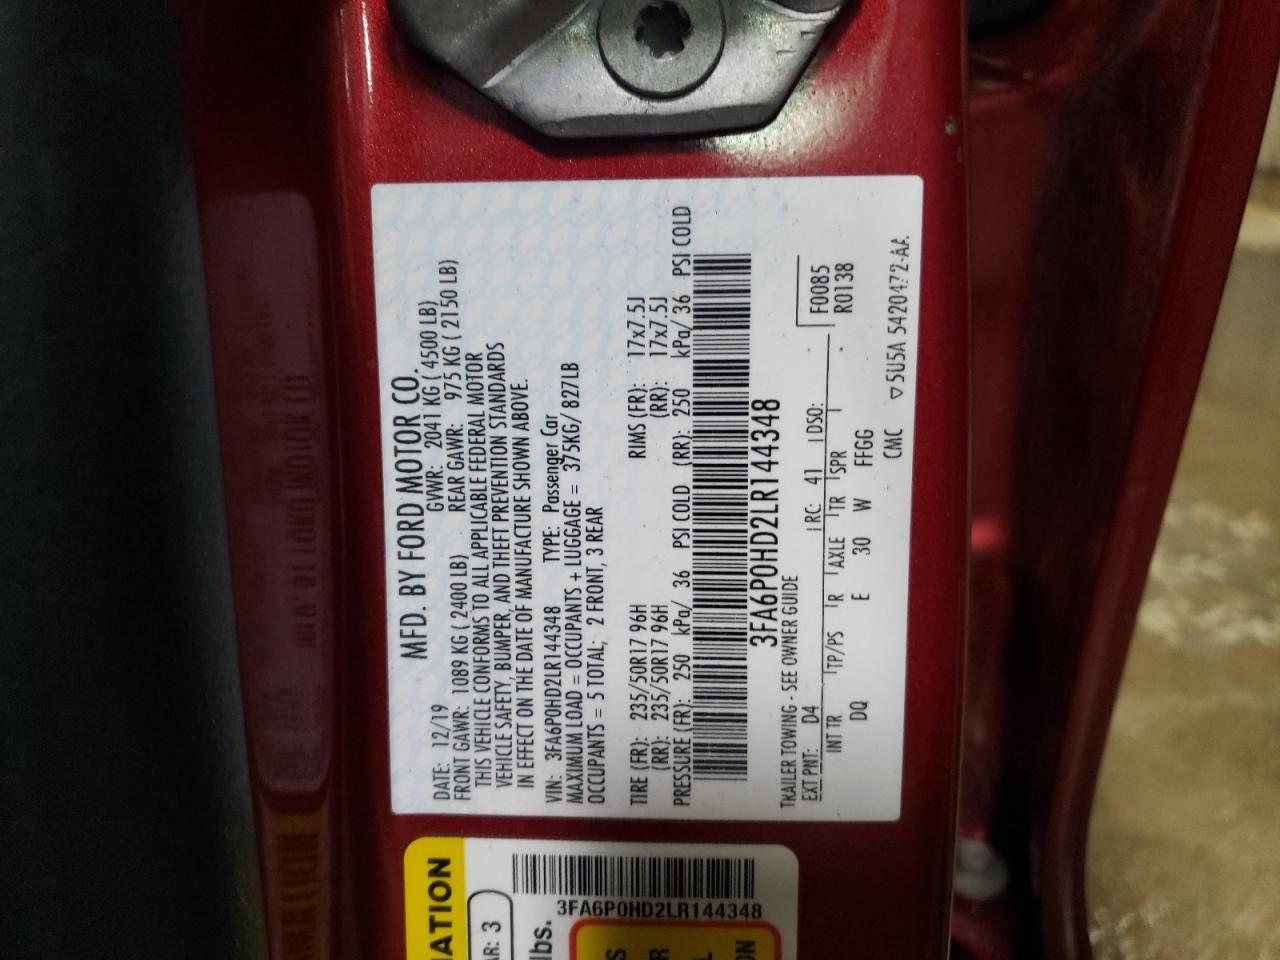 MFD. BY FORD MOTOR CO.
DATE: 12/19 GVWR: 2041 KG ( 4500 LB)
FRONT GAWR: 1089 KG ( 2400 LB) REAR GAWR: 975 KG ( 2150 LB)
THIS VEHICLE CONFORMS TO ALL APPLICABLE FEDERAL MOTOR
VEHICLE SAFETY, BUMPER, AND THEFT PREVENTION STANDARDS
IN EFFECT ON THE DATE OF MANUFACTURE SHOWN ABOVE.
VIN: 3FA6P0HD2LR144348 TYPE: Passenger Car
MAXIMUM LOAD = OCCUPANTS + LUGGAGE = 375KG/ 827LB
OCCUPANTS = 5 TOTAL; 2 FRONT, 3 REAR
TIRE (FR): 235/50R17 96H RIMS (FR): 17x7.5J
(RR): 235/50R17 96H (RR): 17x7.5J
PRESSURE (FR): 250 kPa/ 36 PSI COLD (RR): 250 kPa/ 36 PSI COLD
3FA6P0HD2LR144348
TRAILER TOWING - SEE OWNER GUIDE F0085
EXT PNT: D4 RC: 41 DSO: R0138
INT TR TP/PS R AXLE TR SPR
DQ E 30 W FFGG
CMC ▽5U5A 5420472-AA
MATION
AR: 3
3FA6P0HD2LR144348
lbs.